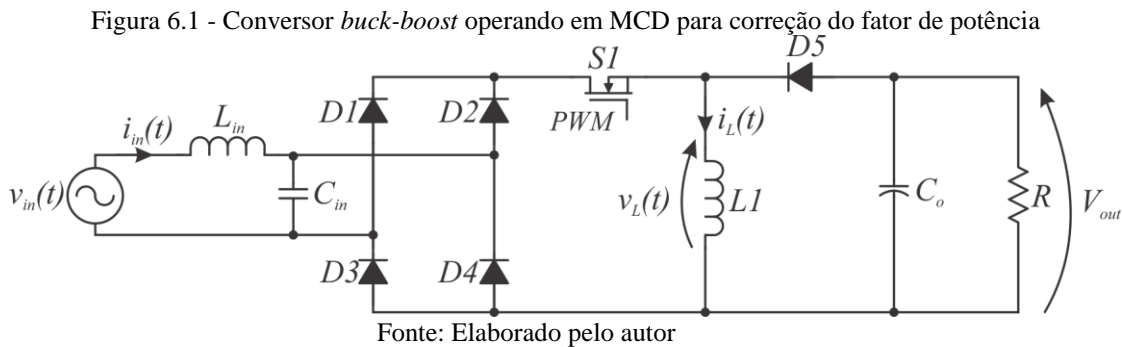 Figura 6.1 - Conversor buck-boost operando em MCD para correção do fator de potência
D5
S1
D1
D2
PWM
i_L(t)
i_in(t)
L_in
v_in(t)
C_in
v_L(t)
L1
C_o
R
V_out
D3
D4
Fonte: Elaborado pelo autor